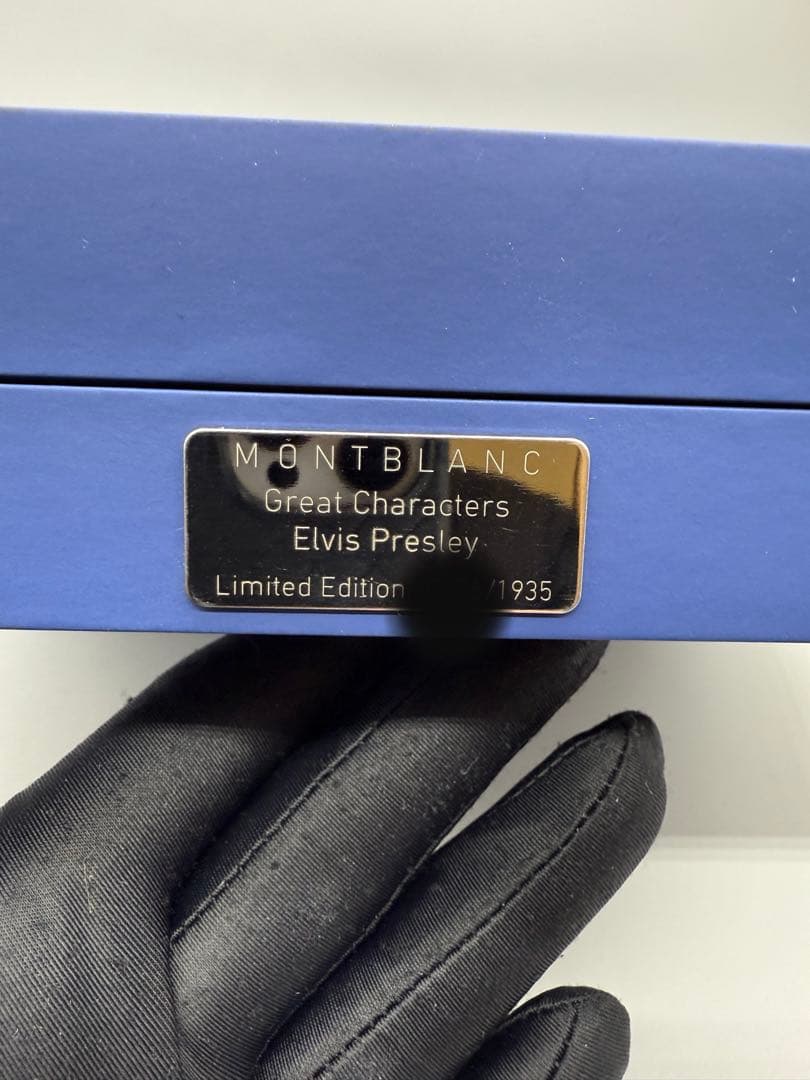 MONTBLANC
Great Characters
Elvis Presley
Limited Edition /1935